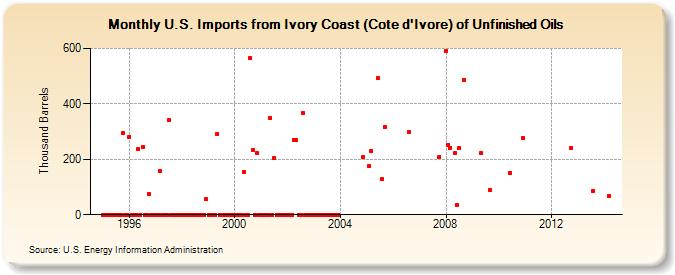 Monthly U.S. Imports from Ivory Coast (Cote d'Ivore) of Unfinished Oils
Thousand Barrels
600
400
200
0
1996 2000 2004 2008 2012
Source: U.S. Energy Information Administration